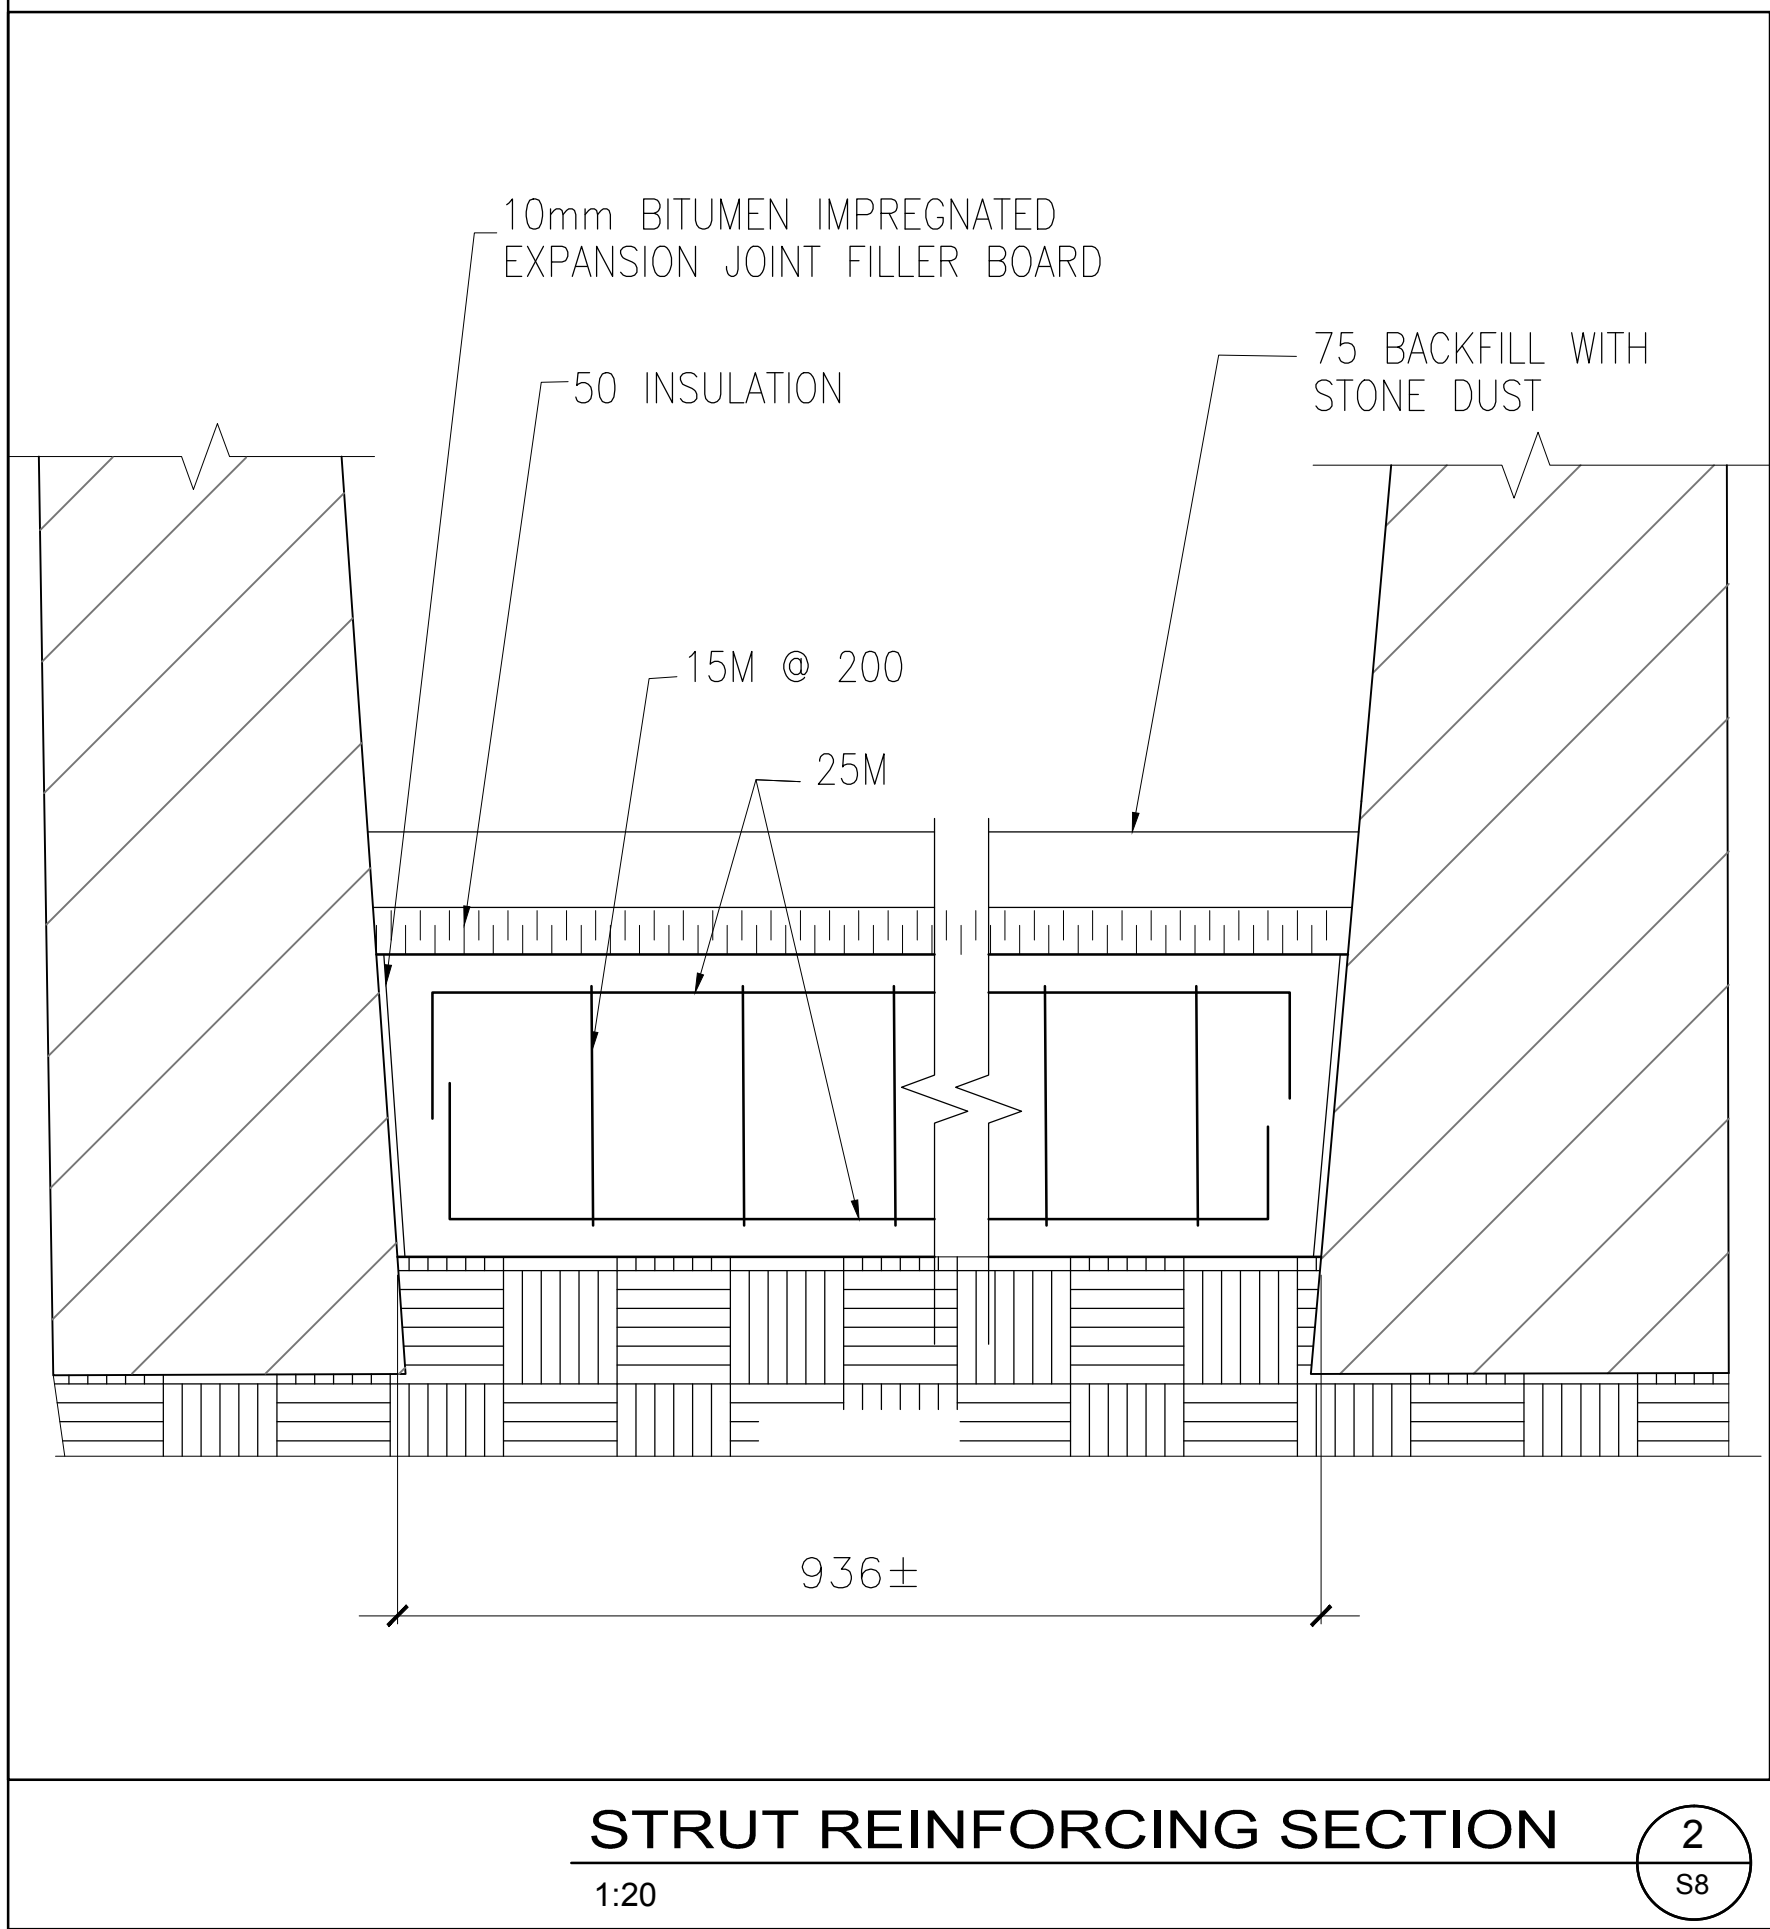 10mm BITUMEN IMPREGNATED
EXPANSION JOINT FILLER BOARD
75 BACKFILL WITH
STONE DUST
50 INSULATION
15M @ 200
25M
936±
STRUT REINFORCING SECTION
1:20
2
S8